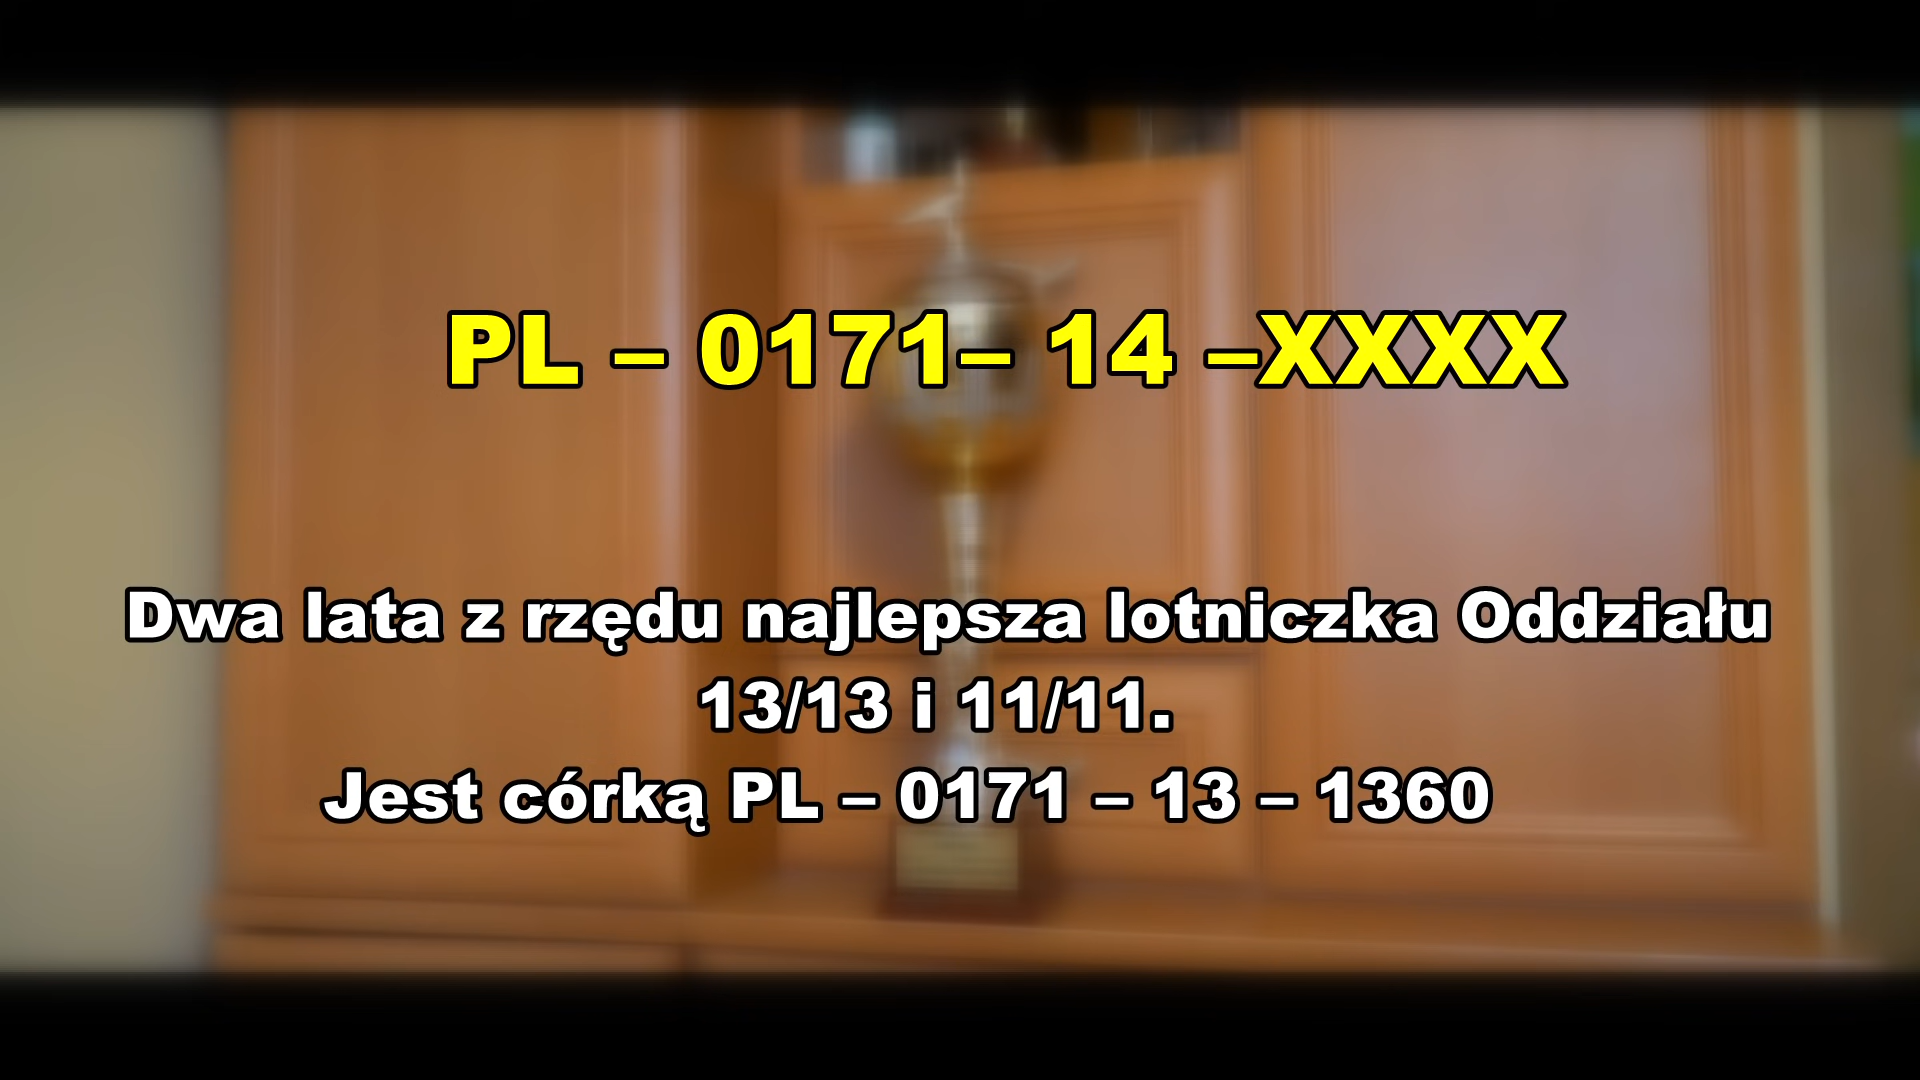 PL – 0171– 14 –XXXX
Dwa lata z rzędu najlepsza lotniczka Oddziału
13/13 i 11/11.
Jest córką PL – 0171 – 13 – 1360